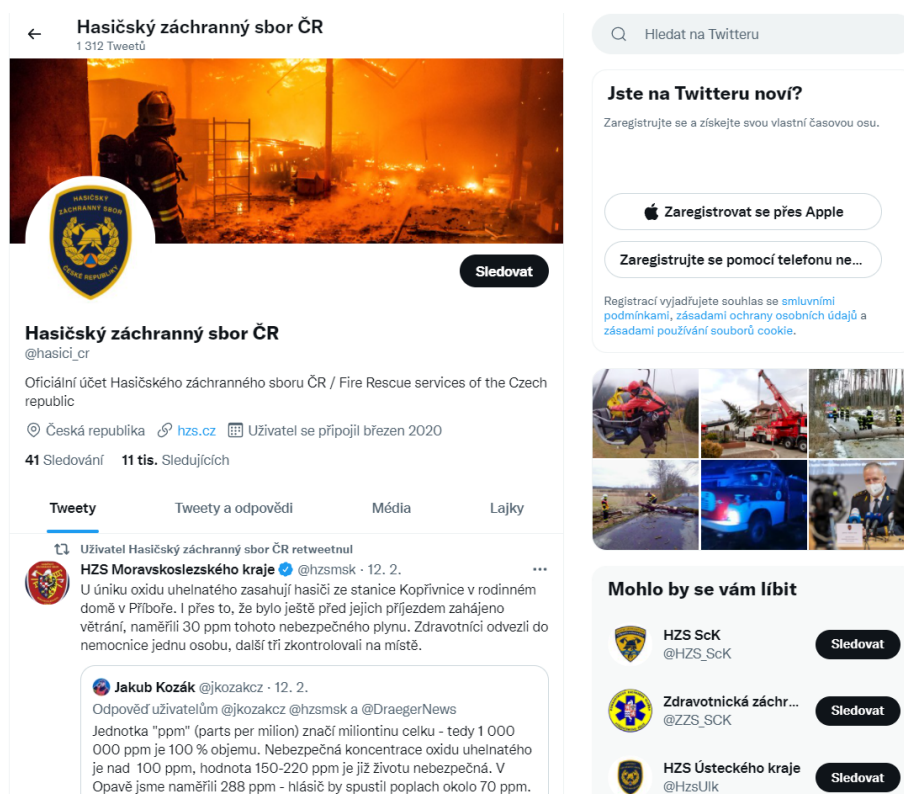 Hasičský záchranný sbor ČR
1 312 Tweetů
HASIČSKÝ
ZÁCHRANNÝ SBOR
ČESKÉ REPUBLIKY
Sledovat
Hasičský záchranný sbor ČR
@hasici_cr
Oficiální účet Hasičského záchranného sboru ČR / Fire Rescue services of the Czech
republic
Česká republika hzs.cz Uživatel se připojil březen 2020
41 Sledování 11 tis. Sledujících
Tweety Tweety a odpovědi Média Lajky
Uživatel Hasičský záchranný sbor ČR retweetnul
HZS Moravskoslezského kraje @hzsmsk · 12. 2.
U úniku oxidu uhelnatého zasahují hasiči ze stanice Kopřivnice v rodinném
domě v Příboře. I přes to, že bylo ještě před jejich příjezdem zahájeno
větrání, naměřili 30 ppm tohoto nebezpečného plynu. Zdravotníci odvezli do
nemocnice jednu osobu, další tři zkontrolovali na místě.
Jakub Kozák @jkozakcz · 12. 2.
Odpověď uživatelům @jkozakcz @hzsmsk a @DraegerNews
Jednotka "ppm" (parts per milion) značí miliontinu celku - tedy 1 000
000 ppm je 100 % objemu. Nebezpečná koncentrace oxidu uhelnatého
je nad 100 ppm, hodnota 150-220 ppm je již životu nebezpečná. V
Opavě jsme naměřili 288 ppm - hlásič by spustil poplach okolo 70 ppm.
Hledat na Twitteru
Jste na Twitteru noví?
Zaregistrujte se a získejte svou vlastní časovou osu.
Zaregistrovat se přes Apple
Zaregistrujte se pomocí telefonu ne...
Registrací vyjadřujete souhlas se smluvními
podmínkami, zásadami ochrany osobních údajů a
zásadami používání souborů cookie.
Mohlo by se vám líbit
HZS ScK
@HZS_ScK
Sledovat
Zdravotnická záchr...
@ZZS_SCK
Sledovat
HZS Ústeckého kraje
@HzsUlk
Sledovat